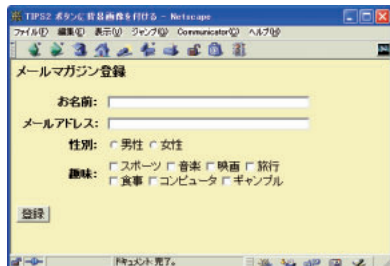 TIPS2 ボタンに背景画像を付ける - Netscape
ファイル(F) 編集(E) 表示(V) ジャンプ(G) Communicator(C) ヘルプ(H)
メールマガジン登録
お名前:
メールアドレス:
性別: 男性 女性
趣味: スポーツ 音楽 映画 旅行
食事 コンピュータ ギャンブル
登録
ドキュメント:完了。